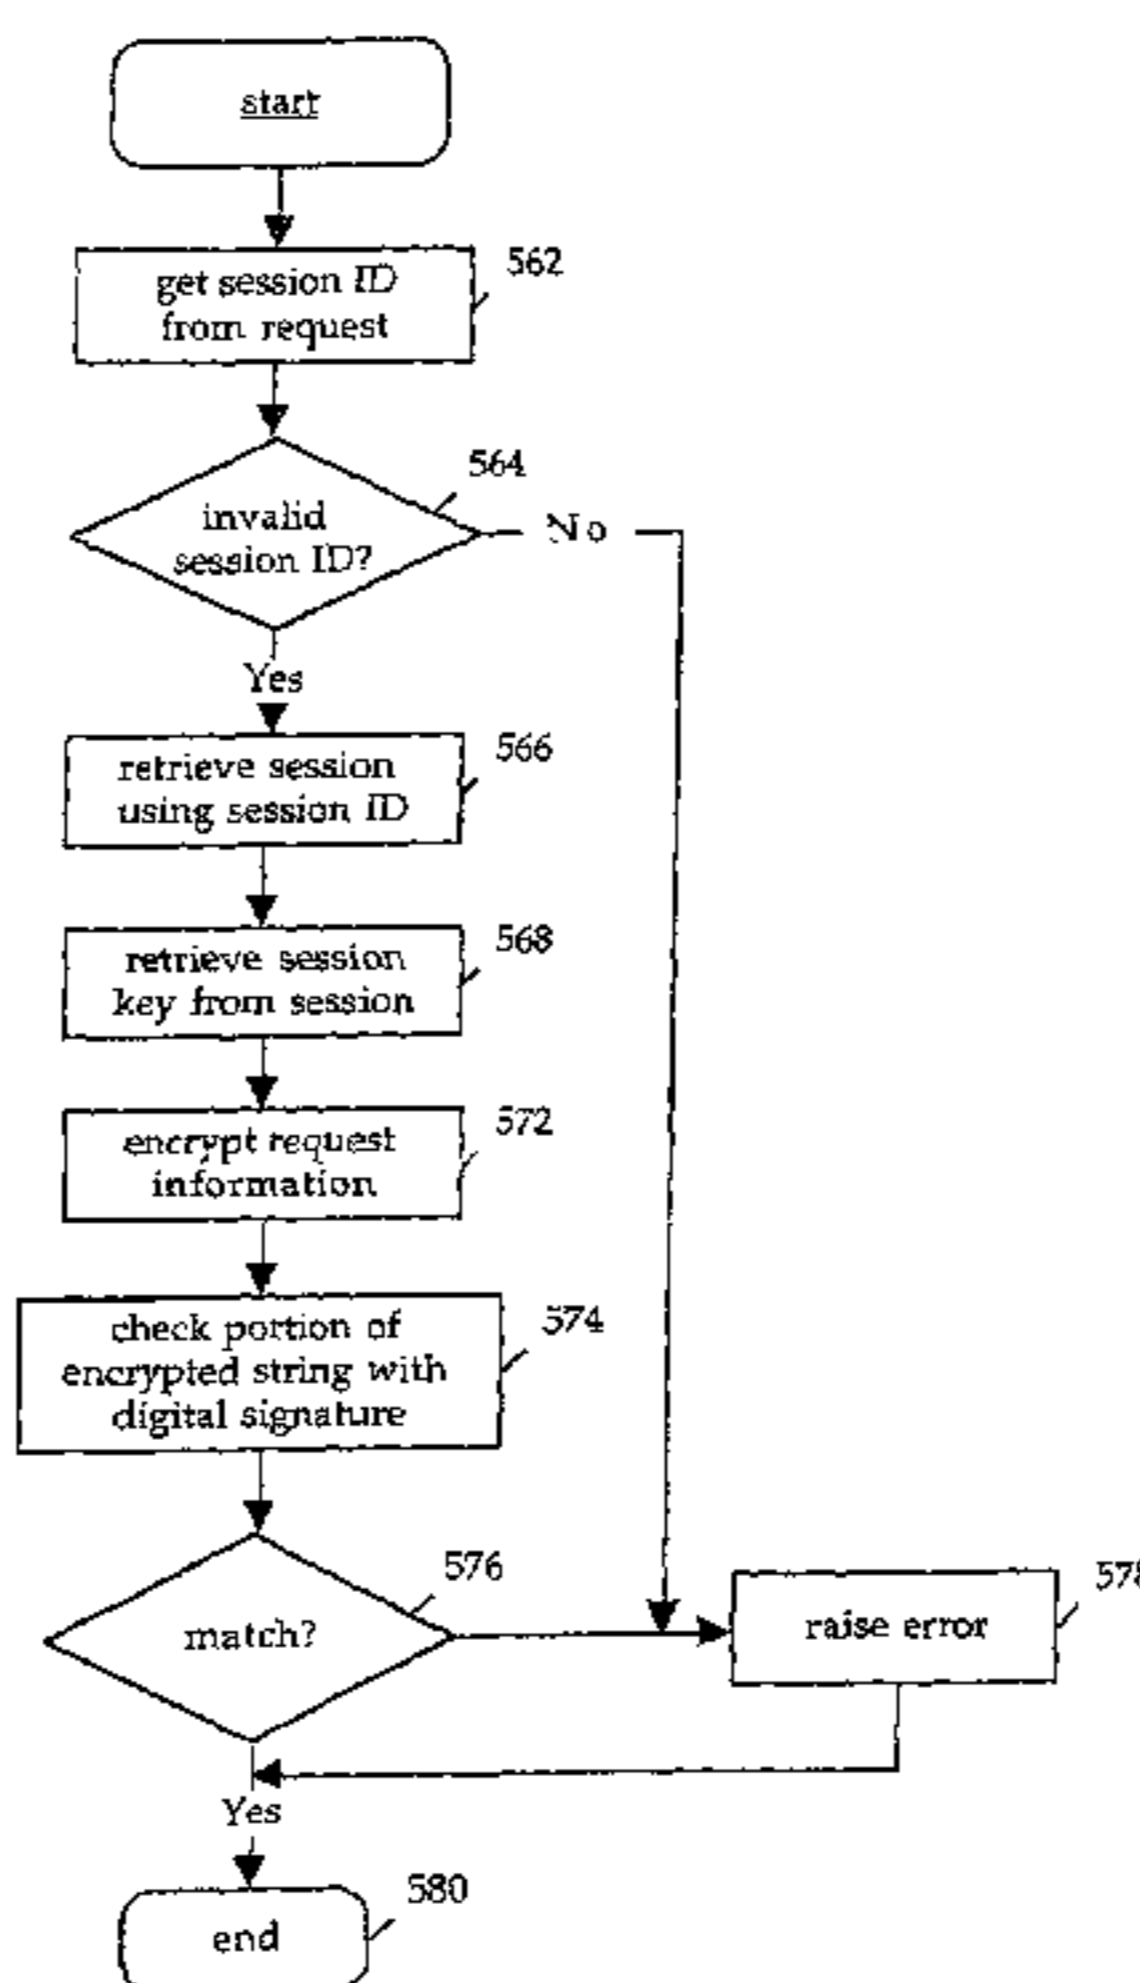 start
562
get session ID
from request
564
invalid
session ID?
No
Yes
566
retrieve session
using session ID
568
retrieve session
key from session
572
encrypt request
information
574
check portion of
encrypted string with
digital signature
576
match?
578
raise error
Yes
580
end